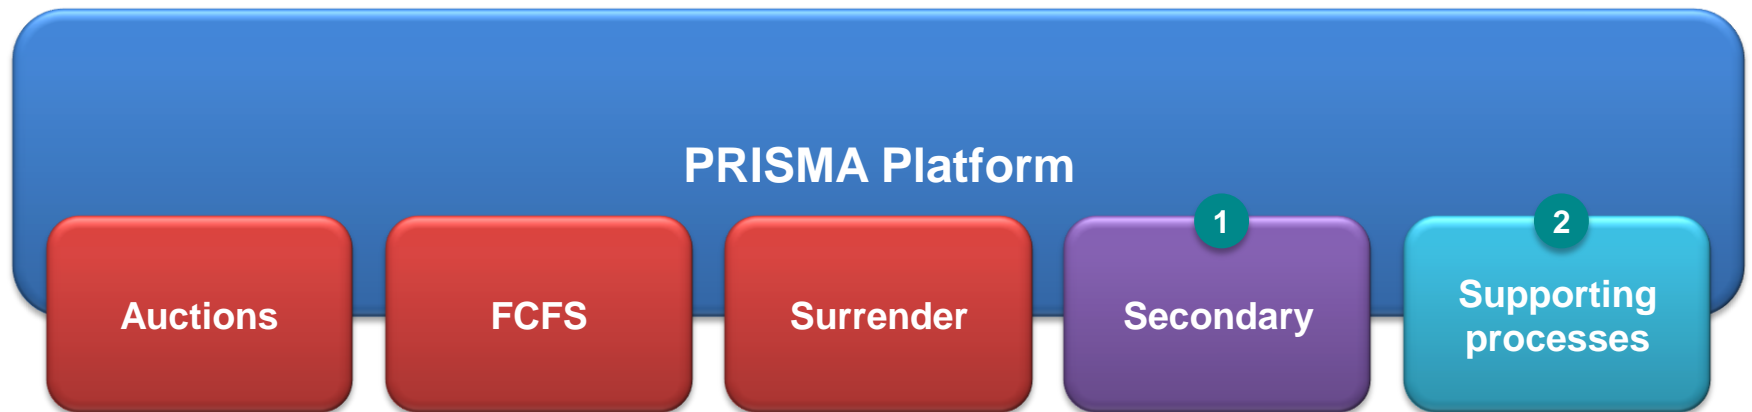 PRISMA Platform
1
2
Auctions
FCFS
Surrender
Secondary
Supporting
processes